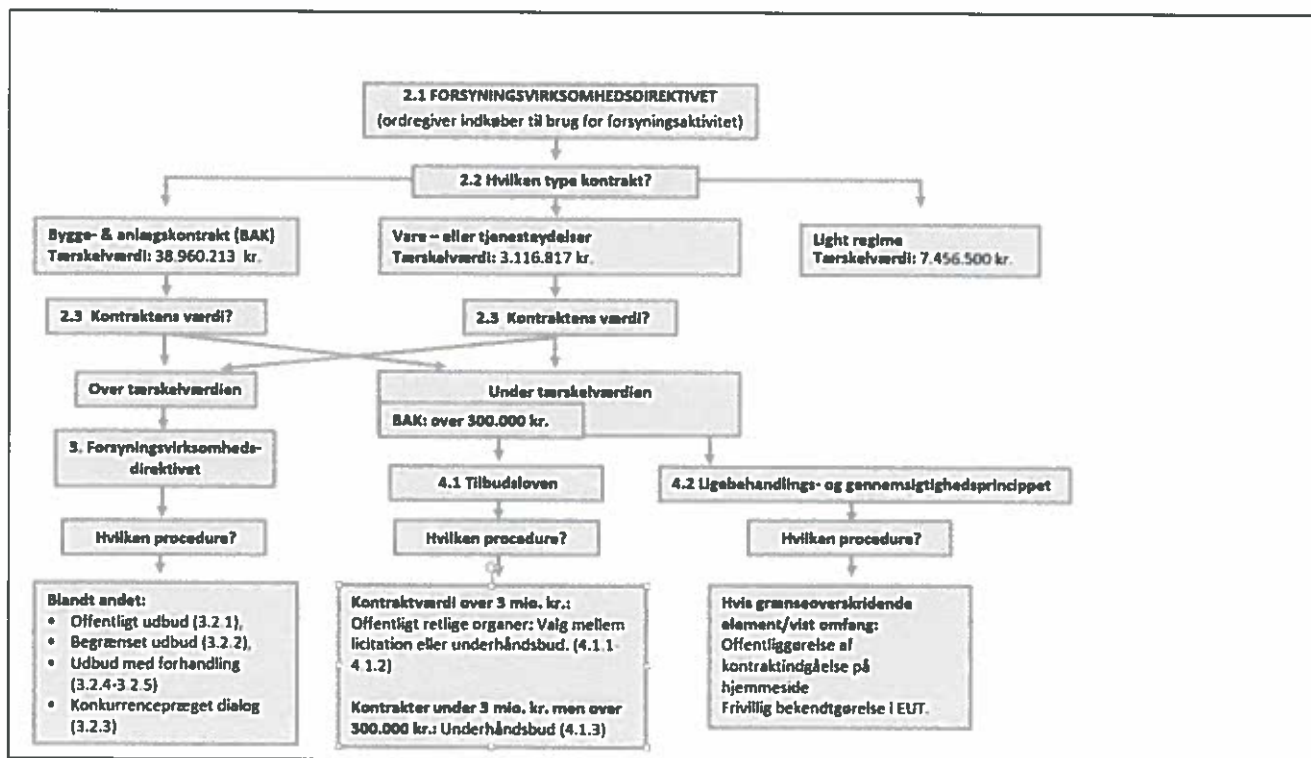 2.1 FORSYNINGSVIRKSOMHEDSDIREKTIVET
(ordregiver indkøber til brug for forsyningsaktivitet)
2.2 Hvilken type kontrakt?
Bygge- & anlægskontrakt (BAK)
Tærskelværdi: 38.960.213 kr.
Vare – eller tjenesteydelser
Tærskelværdi: 3.116.817 kr.
Light regime
Tærskelværdi: 7.456.500 kr.
2.3 Kontraktens værdi?
2.3 Kontraktens værdi?
Over tærskelværdien
Under tærskelværdien
BAK: over 300.000 kr.
3. Forsyningsvirksomheds-
direktivet
4.1 Tilbudsloven
4.2 Ligebehandlings- og gennemsigtighedsprincippet
Hvilken procedure?
Hvilken procedure?
Hvilken procedure?
Blandt andet:
• Offentligt udbud (3.2.1),
• Begrænset udbud (3.2.2),
• Udbud med forhandling
(3.2.4-3.2.5)
• Konkurrencepræget dialog
(3.2.3)
Kontraktværdi over 3 mio. kr.:
Offentligt retlige organer: Valg mellem
licitation eller underhåndsbud. (4.1.1-
4.1.2)
Kontrakter under 3 mio. kr. men over
300.000 kr.: Underhåndsbud (4.1.3)
Hvis grænseoverskridende
element/vist omfang:
Offentliggørelse af
kontraktindgåelse på
hjemmeside
Frivillig bekendtgørelse i EUT.